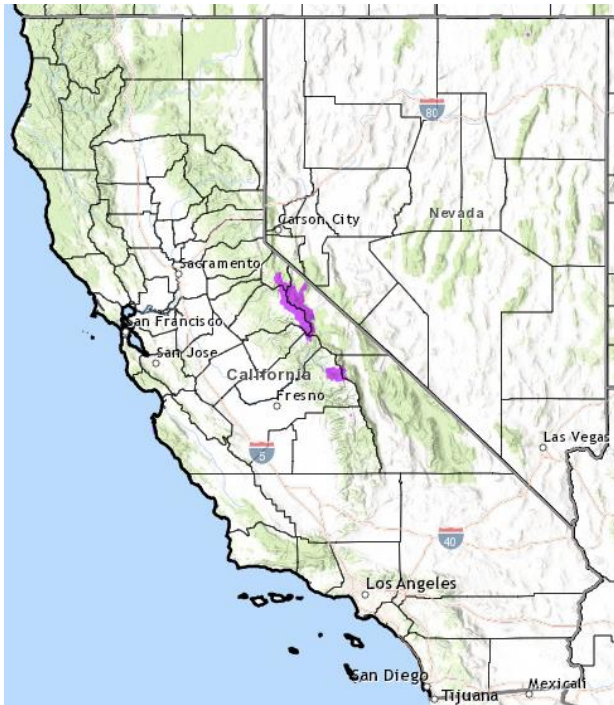 80
Nevada
Carson City
Sacramento
San Francisco
San Jose
California
Fresno
Las Vegas
5
40
Los Angeles
San Diego
Mexicali
Tijuana